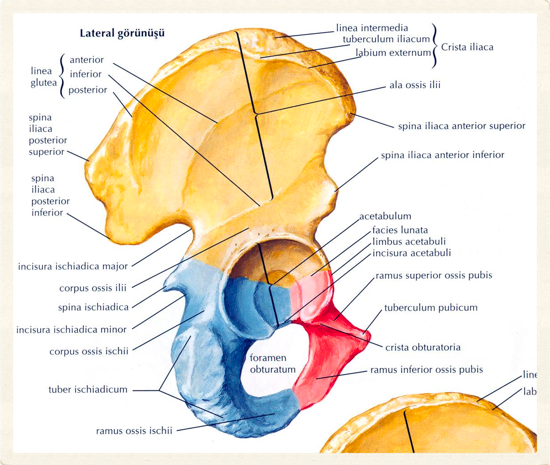 Lateral görünüşü
linea intermedia
tuberculum iliacum
labium externum
Crista iliaca
anterior
linea
glutea
inferior
posterior
ala ossis ilii
spina
iliaca
posterior
superior
spina iliaca anterior superior
spina iliaca anterior inferior
spina
iliaca
posterior
inferior
acetabulum
facies lunata
limbus acetabuli
incisura acetabuli
incisura ischiadica major
ramus superior ossis pubis
corpus ossis ilii
spina ischiadica
tuberculum pubicum
incisura ischiadica minor
crista obturatoria
corpus ossis ischii
foramen
obturatum
ramus inferior ossis pubis
tuber ischiadicum
ramus ossis ischii
line
lab